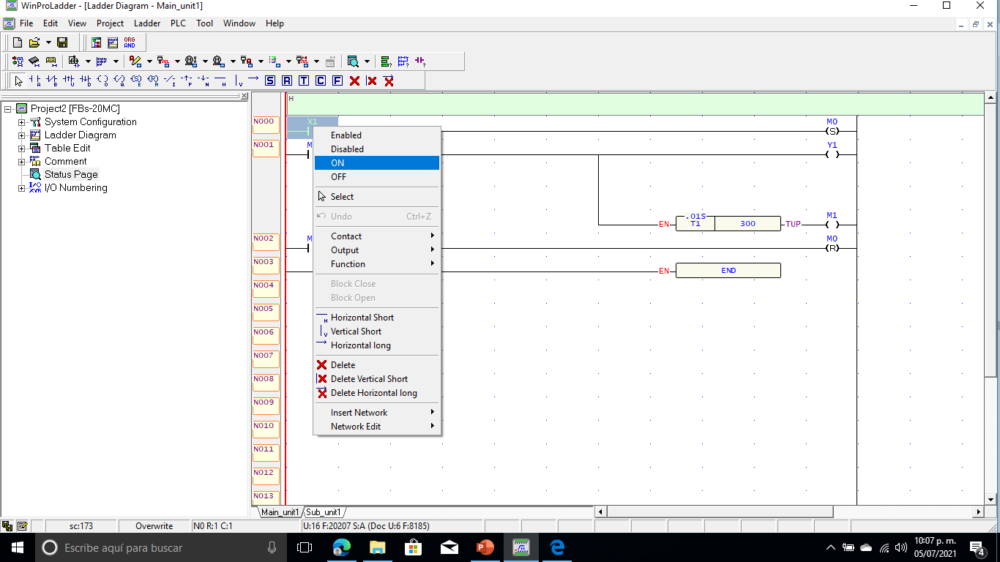 WinProLadder - [Ladder Diagram - Main_unit1]
File Edit View Project Ladder PLC Tool Window Help
ORG
AND
A B U D O Q S R I P N H V S R T C F
Project2 [FBs-20MC]
System Configuration
Ladder Diagram
Table Edit
Comment
Status Page
I/O Numbering
H
N000 X1 M0
(S)
N001 M Y1
Enabled
Disabled
ON
OFF
Select
Undo Ctrl+Z
Contact
Output
Function
Block Close
Block Open
Horizontal Short
Vertical Short
Horizontal long
Delete
Delete Vertical Short
Delete Horizontal long
Insert Network
Network Edit
.01S M1
EN T1 300 TUP
N002 M M0
(R)
N003 EN END
N004
N005
N006
N007
N008
N009
N010
N011
N012
N013
Main_unit1 Sub_unit1
sc:173 Overwrite N0 R:1 C:1 U:16 F:20207 S:A (Doc U:6 F:8185)
Escribe aquí para buscar
10:07 p. m.
05/07/2021
4